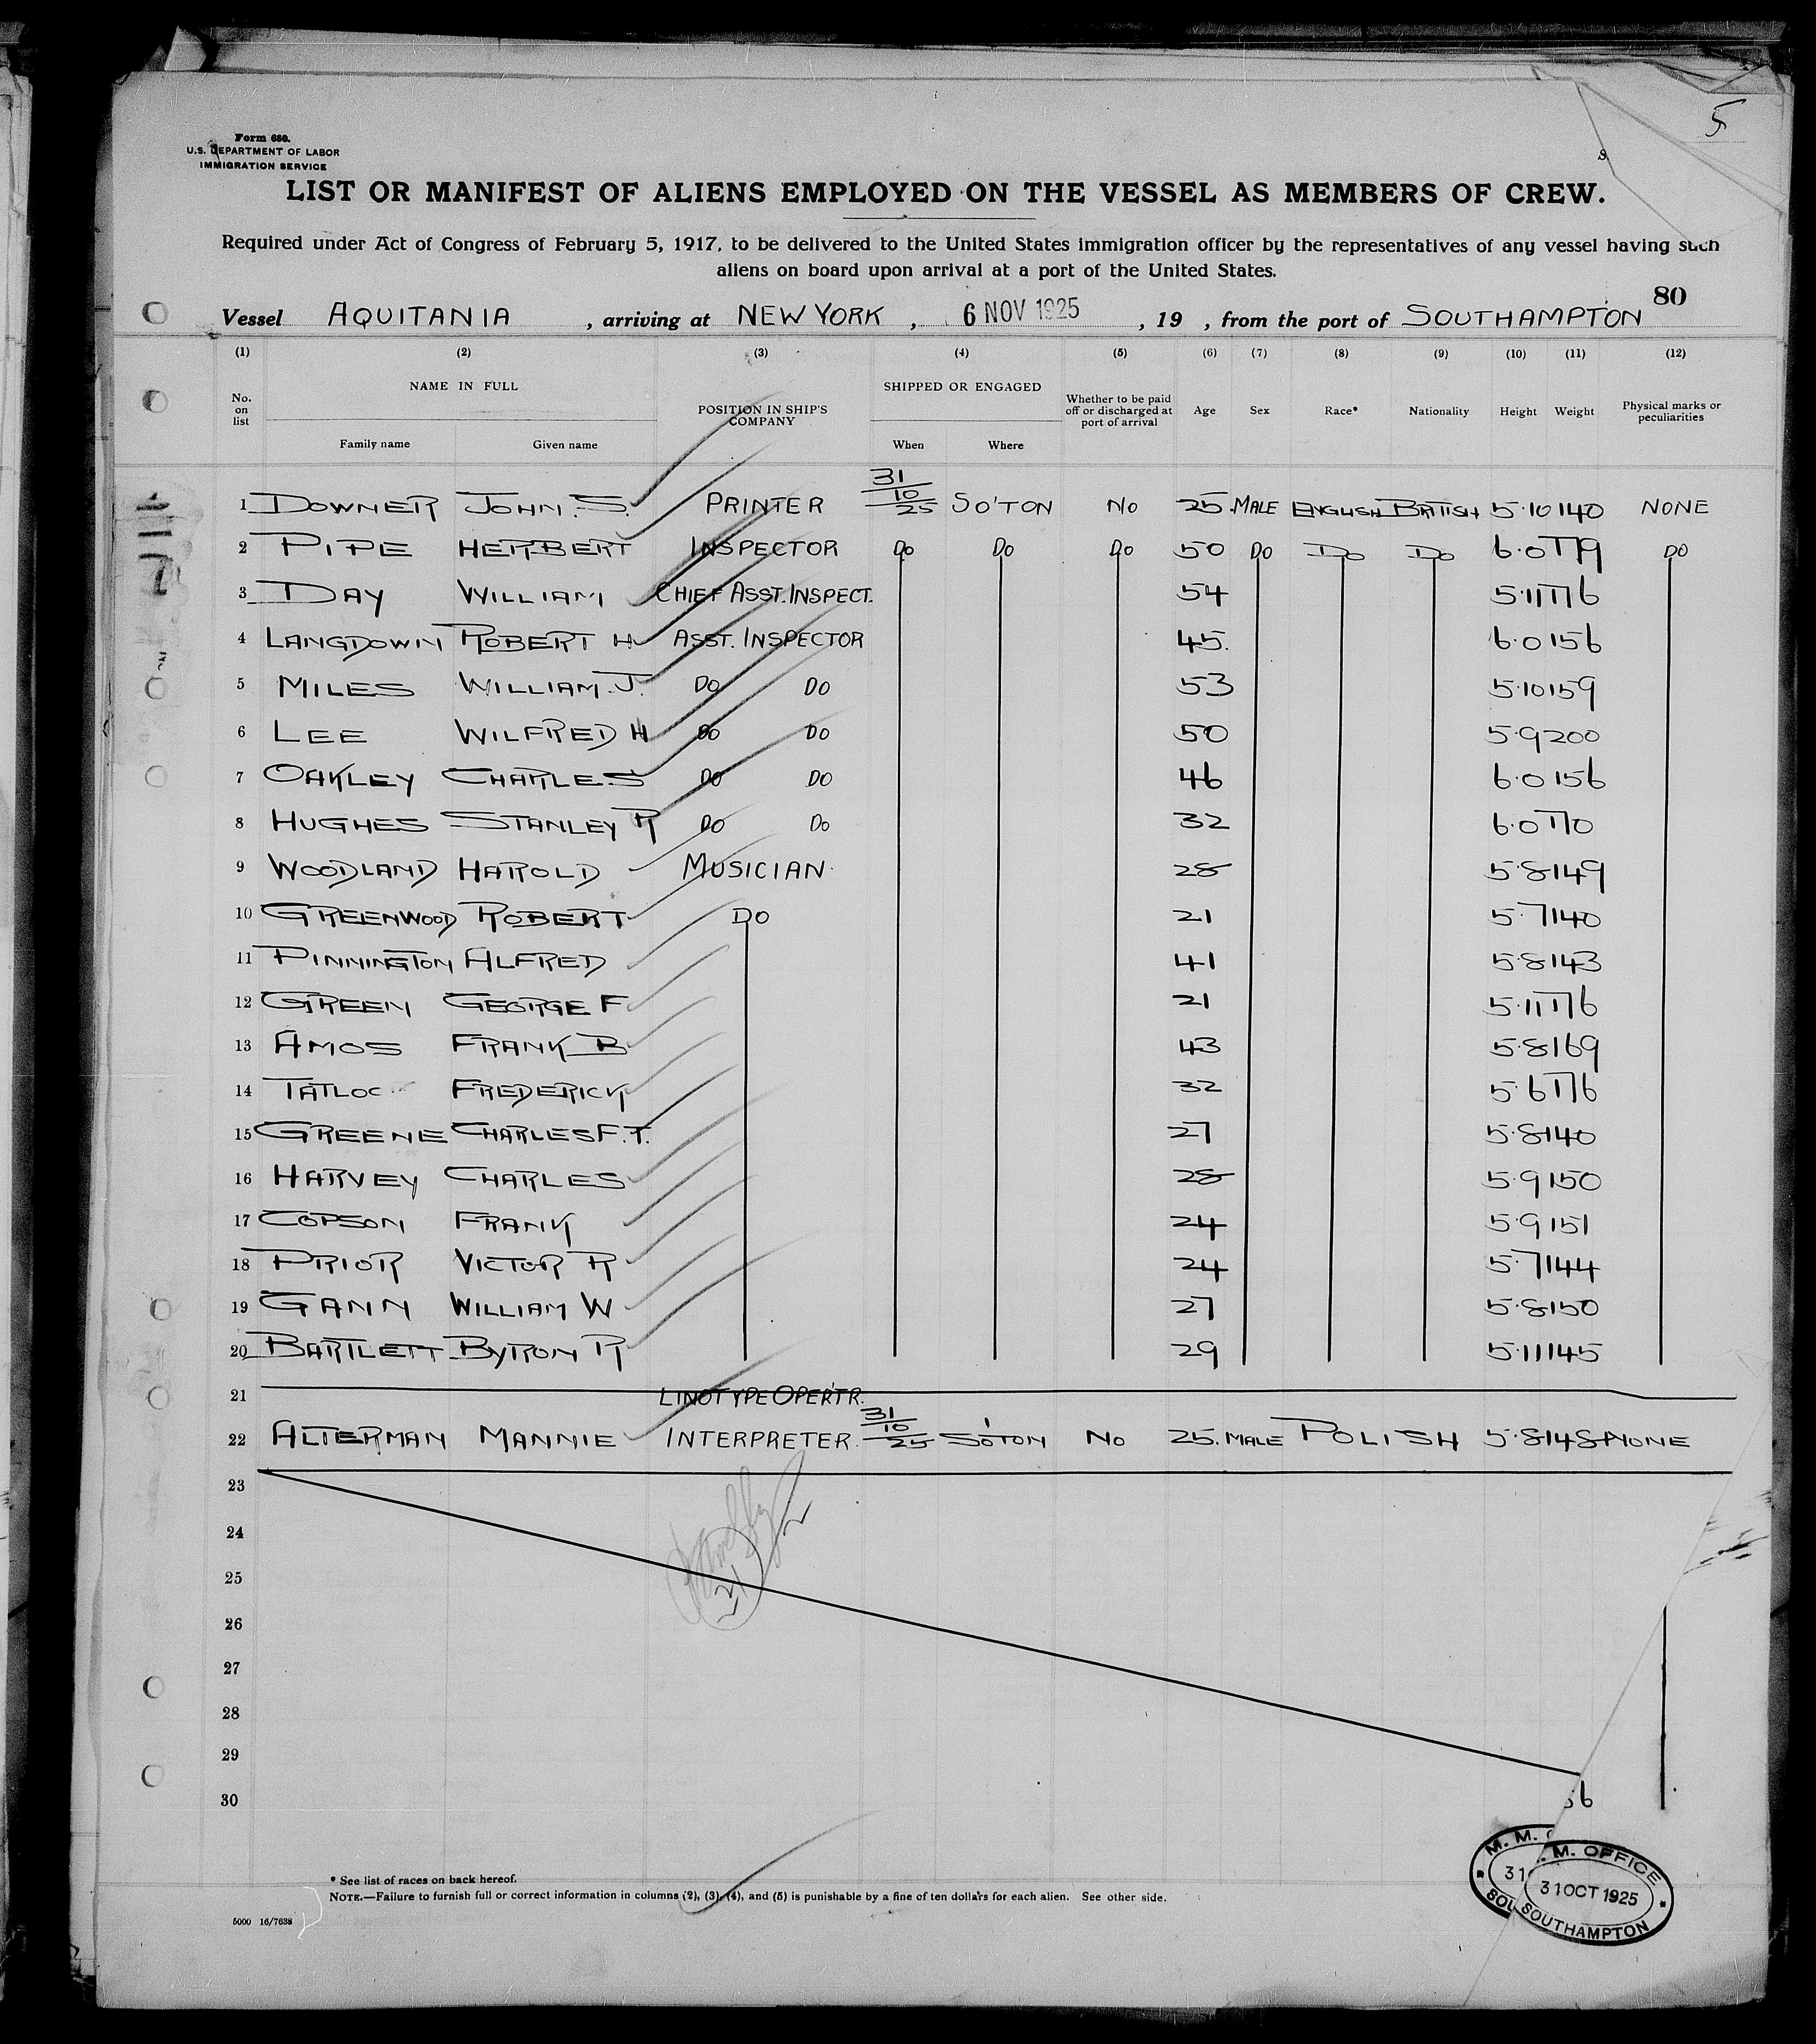 5
Form 680.
U.S. DEPARTMENT OF LABOR
IMMIGRATION SERVICE
LIST OR MANIFEST OF ALIENS EMPLOYED ON THE VESSEL AS MEMBERS OF CREW.
Required under Act of Congress of February 5, 1917, to be delivered to the United States immigration officer by the representatives of any vessel having such
aliens on board upon arrival at a port of the United States.
80
Vessel AQUITANIA , arriving at NEW YORK , 6 NOV 1925 , 19 , from the port of SOUTHAMPTON
(1) (2) (3) (4) (5) (6) (7) (8) (9) (10) (11) (12)
No. on list NAME IN FULL Family name Given name POSITION IN SHIP'S COMPANY SHIPPED OR ENGAGED When Where Whether to be paid off or discharged at port of arrival Age Sex Race* Nationality Height Weight Physical marks or peculiarities
1 DOWNER JOHN. S. PRINTER 31/10/25 SO'TON NO 25 MALE ENGLISH BRITISH 5.10 140 NONE
2 PIPE HERBERT INSPECTOR DO DO DO 50 DO DO DO 6.0 179 DO
3 DAY WILLIAM CHIEF ASST. INSPECT. 54 5.11 176
4 LANGDOWN ROBERT H ASST. INSPECTOR 45. 6.0 156
5 MILES WILLIAM. J. DO DO 53 5.10 159
6 LEE WILFRED H DO DO 50 5.9 200
7 OAKLEY CHARLES DO DO 46 6.0 156
8 HUGHES STANLEY R DO DO 32 6.0 170
9 WOODLAND HAROLD MUSICIAN. 28 5.8 149
10 GREENWOOD ROBERT DO 21 5.7 140
11 PINNINGTON ALFRED 41 5.8 143
12 GREEN GEORGE F 21 5.11 176
13 AMOS FRANK B 43 5.8 169
14 TATLOC FREDERICK 32 5.6 176
15 GREENE CHARLES F. T. 27 5.8 140
16 HARVEY CHARLES 28 5.9 150
17 COPSON FRANK 24 5.9 151
18 PRIOR VICTOR R 24 5.7 144
19 GANN WILLIAM W 27 5.8 150
20 BARTLETT BYRON R 29 5.11 145
21 LINOTYPE OPERT'R.
22 ALTERMAN MANNIE INTERPRETER. 31/10/25 SO'TON NO 25. MALE POLISH 5.8 148 NONE
23
24
25
21
26
27
28
29
30
56
* See list of races on back hereof.
NOTE.—Failure to furnish full or correct information in columns (2), (3), (4), and (5) is punishable by a fine of ten dollars for each alien. See other side.
5000 16/7638
M. M. OFFICE
31 OCT 1925
SOUTHAMPTON